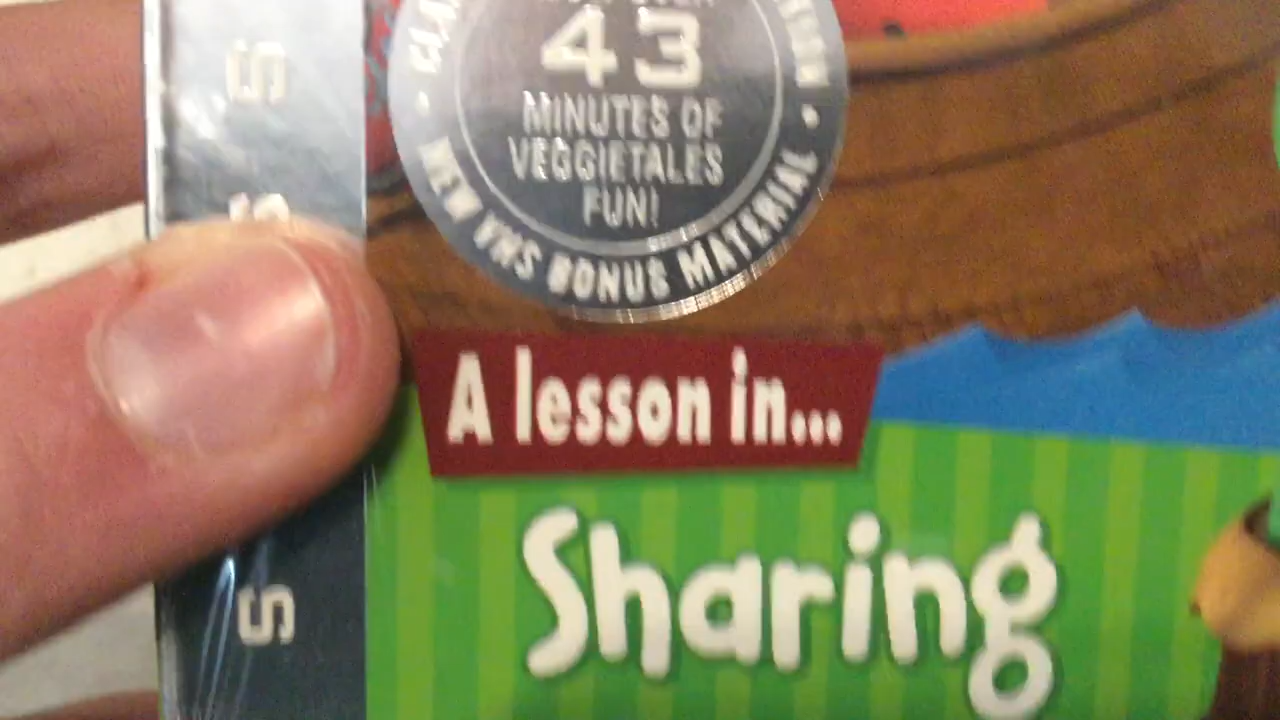 43
MINUTES OF
VEGGIETALES
FUN!
NEW VHS BONUS MATERIAL
A lesson in...
Sharing